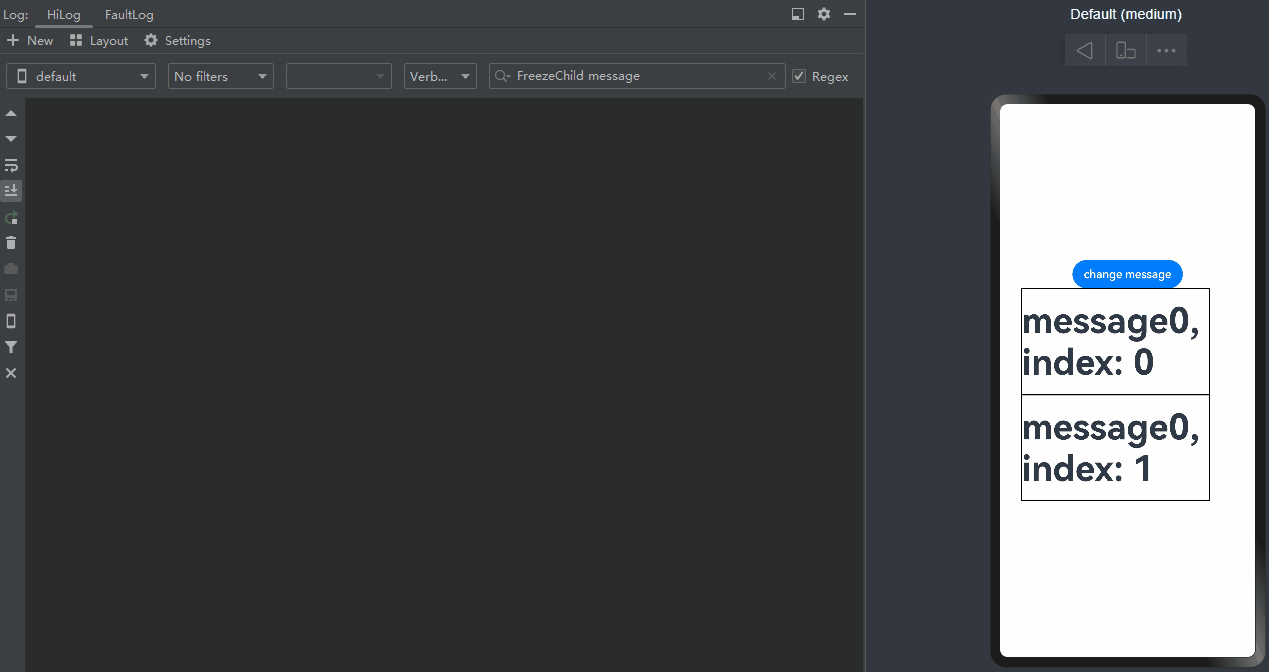 Log:
HiLog
FaultLog
New
Layout
Settings
default
No filters
Verb...
FreezeChild message
Regex
Default (medium)
change message
message0,
index: 0
message0,
index: 1